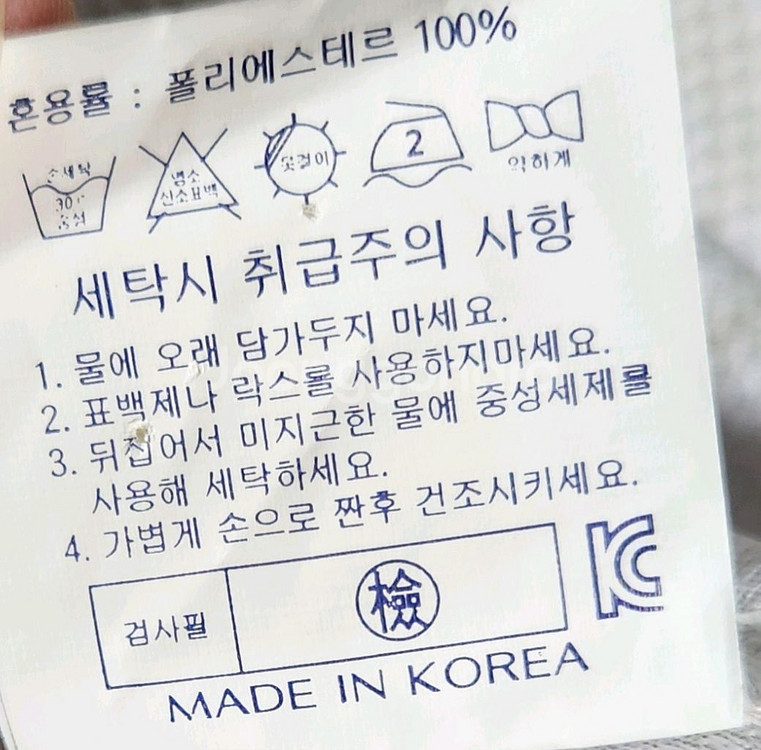 혼용률 : 폴리에스테르 100%
손세탁
30°
중성
염소
산소표백
옷걸이
2
약하게
세탁시 취급주의 사항
1. 물에 오래 담가두지 마세요.
2. 표백제나 락스를 사용하지마세요.
3. 뒤집어서 미지근한 물에 중성세제를
사용해 세탁하세요.
4. 가볍게 손으로 짠후 건조시키세요.
검사필
檢
KC
MADE IN KOREA